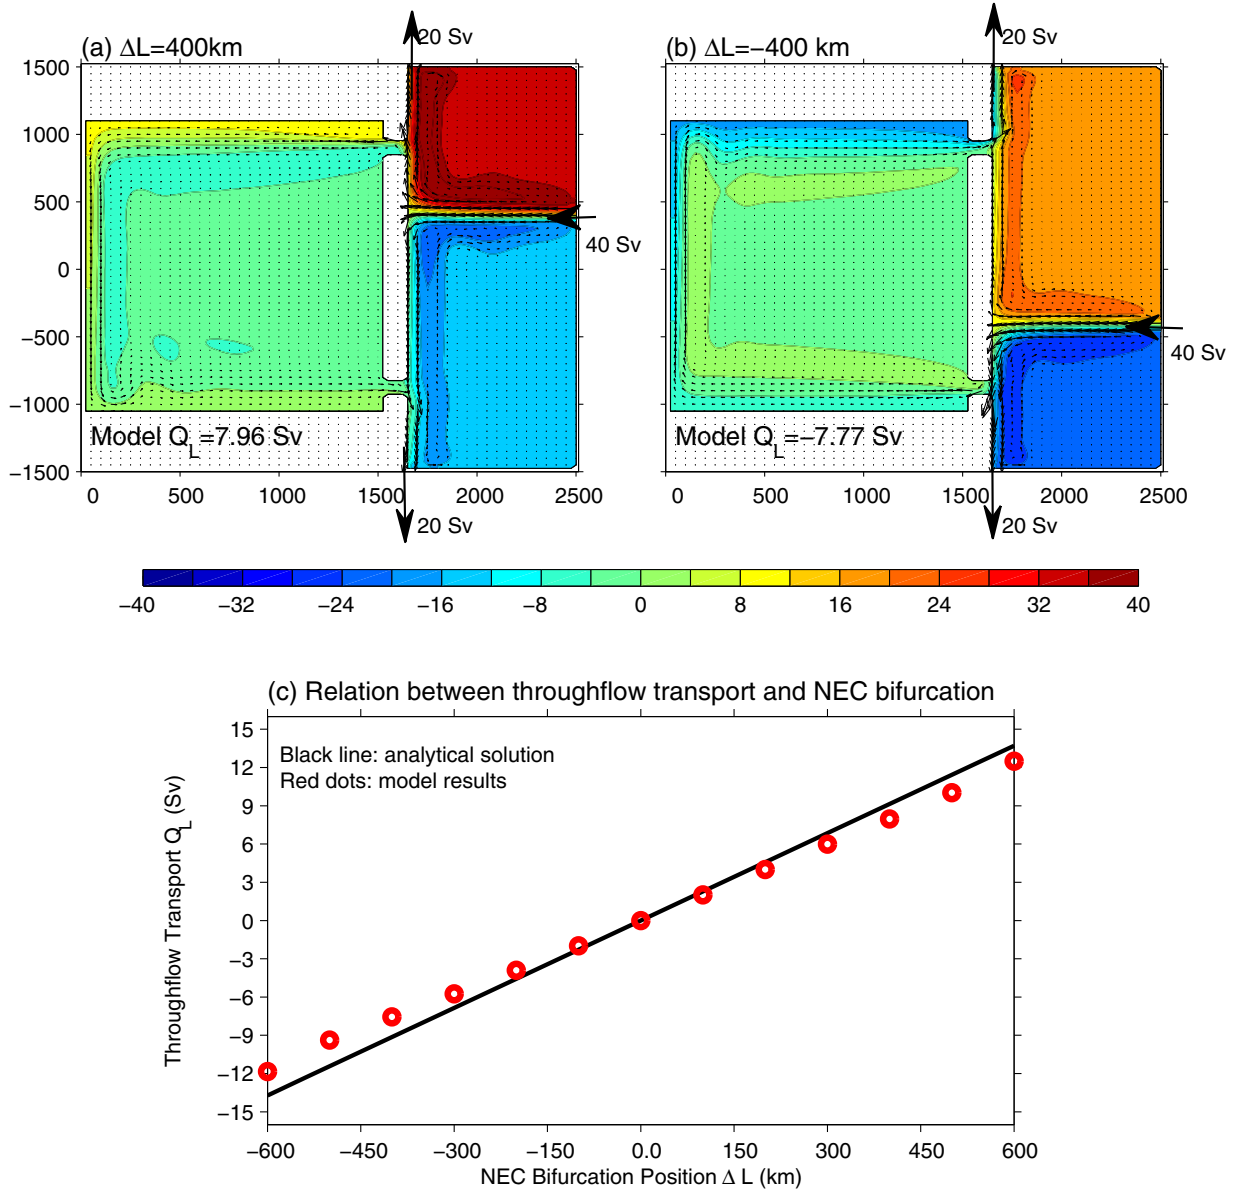 (a) ΔL=400km
20 Sv
1500
1000
500
0
−500
−1000
−1500
40 Sv
Model Q_L=7.96 Sv
0 500 1000 1500 2000 2500
20 Sv
(b) ΔL=−400 km
20 Sv
40 Sv
Model Q_L=−7.77 Sv
0 500 1000 1500 2000 2500
20 Sv
−40 −32 −24 −16 −8 0 8 16 24 32 40
(c) Relation between throughflow transport and NEC bifurcation
Black line: analytical solution
Red dots: model results
Throughflow Transport Q_L (Sv)
15
12
9
6
3
0
−3
−6
−9
−12
−15
−600 −450 −300 −150 0.0 150 300 450 600
NEC Bifurcation Position Δ L (km)